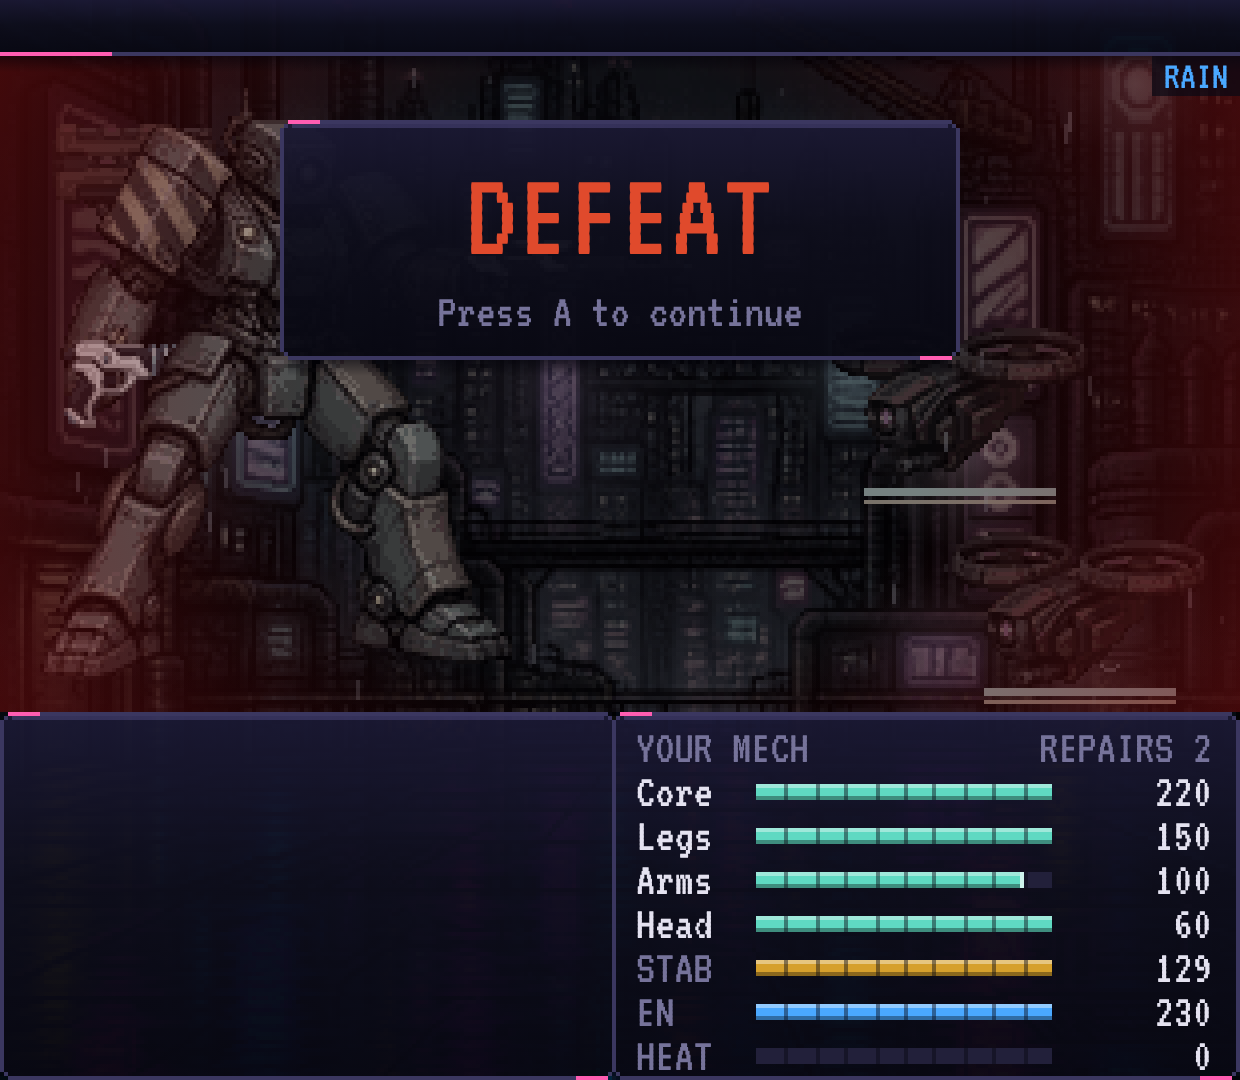 RAIN
DEFEAT
Press A to continue
YOUR MECH REPAIRS 2
Core 220
Legs 150
Arms 100
Head 60
STAB 129
EN 230
HEAT 0